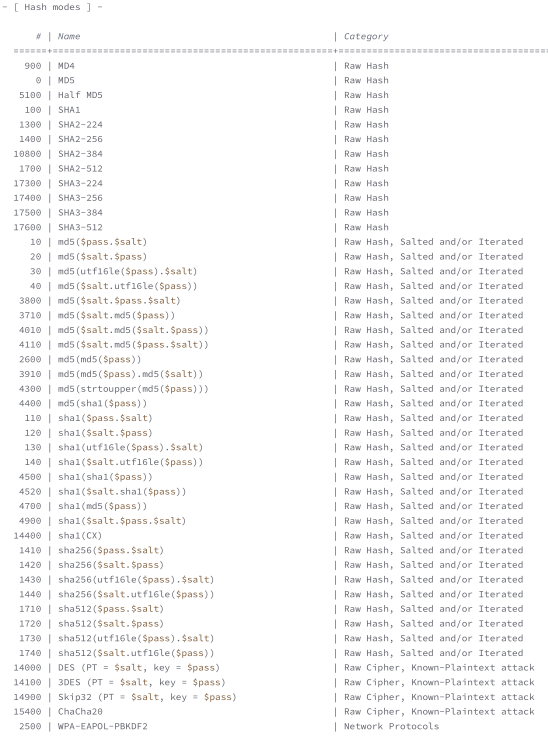 - [ Hash modes ] -
# | Name | Category
======+==================================================+======================================
900 | MD4 | Raw Hash
0 | MD5 | Raw Hash
5100 | Half MD5 | Raw Hash
100 | SHA1 | Raw Hash
1300 | SHA2-224 | Raw Hash
1400 | SHA2-256 | Raw Hash
10800 | SHA2-384 | Raw Hash
1700 | SHA2-512 | Raw Hash
17300 | SHA3-224 | Raw Hash
17400 | SHA3-256 | Raw Hash
17500 | SHA3-384 | Raw Hash
17600 | SHA3-512 | Raw Hash
10 | md5($pass.$salt) | Raw Hash, Salted and/or Iterated
20 | md5($salt.$pass) | Raw Hash, Salted and/or Iterated
30 | md5(utf16le($pass).$salt) | Raw Hash, Salted and/or Iterated
40 | md5($salt.utf16le($pass)) | Raw Hash, Salted and/or Iterated
3800 | md5($salt.$pass.$salt) | Raw Hash, Salted and/or Iterated
3710 | md5($salt.md5($pass)) | Raw Hash, Salted and/or Iterated
4010 | md5($salt.md5($salt.$pass)) | Raw Hash, Salted and/or Iterated
4110 | md5($salt.md5($pass.$salt)) | Raw Hash, Salted and/or Iterated
2600 | md5(md5($pass)) | Raw Hash, Salted and/or Iterated
3910 | md5(md5($pass).md5($salt)) | Raw Hash, Salted and/or Iterated
4300 | md5(strtoupper(md5($pass))) | Raw Hash, Salted and/or Iterated
4400 | md5(sha1($pass)) | Raw Hash, Salted and/or Iterated
110 | sha1($pass.$salt) | Raw Hash, Salted and/or Iterated
120 | sha1($salt.$pass) | Raw Hash, Salted and/or Iterated
130 | sha1(utf16le($pass).$salt) | Raw Hash, Salted and/or Iterated
140 | sha1($salt.utf16le($pass)) | Raw Hash, Salted and/or Iterated
4500 | sha1(sha1($pass)) | Raw Hash, Salted and/or Iterated
4520 | sha1($salt.sha1($pass)) | Raw Hash, Salted and/or Iterated
4700 | sha1(md5($pass)) | Raw Hash, Salted and/or Iterated
4900 | sha1($salt.$pass.$salt) | Raw Hash, Salted and/or Iterated
14400 | sha1(CX) | Raw Hash, Salted and/or Iterated
1410 | sha256($pass.$salt) | Raw Hash, Salted and/or Iterated
1420 | sha256($salt.$pass) | Raw Hash, Salted and/or Iterated
1430 | sha256(utf16le($pass).$salt) | Raw Hash, Salted and/or Iterated
1440 | sha256($salt.utf16le($pass)) | Raw Hash, Salted and/or Iterated
1710 | sha512($pass.$salt) | Raw Hash, Salted and/or Iterated
1720 | sha512($salt.$pass) | Raw Hash, Salted and/or Iterated
1730 | sha512(utf16le($pass).$salt) | Raw Hash, Salted and/or Iterated
1740 | sha512($salt.utf16le($pass)) | Raw Hash, Salted and/or Iterated
14000 | DES (PT = $salt, key = $pass) | Raw Cipher, Known-Plaintext attack
14100 | 3DES (PT = $salt, key = $pass) | Raw Cipher, Known-Plaintext attack
14900 | Skip32 (PT = $salt, key = $pass) | Raw Cipher, Known-Plaintext attack
15400 | ChaCha20 | Raw Cipher, Known-Plaintext attack
2500 | WPA-EAPOL-PBKDF2 | Network Protocols